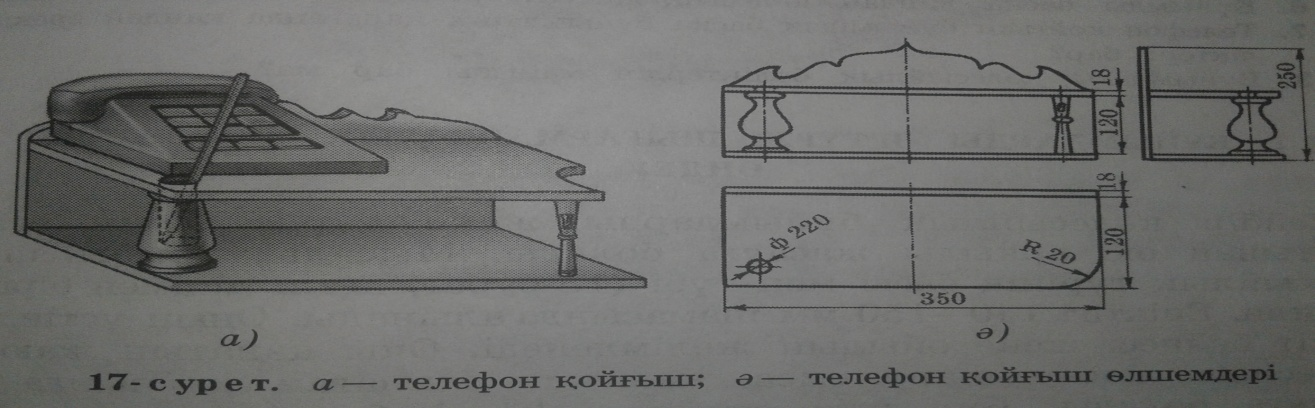 18
120
250
18
120
ф 220
R 20
350
а)
ә)
17-сурет. а — телефон қойғыш; ә — телефон қойғыш өлшемдері